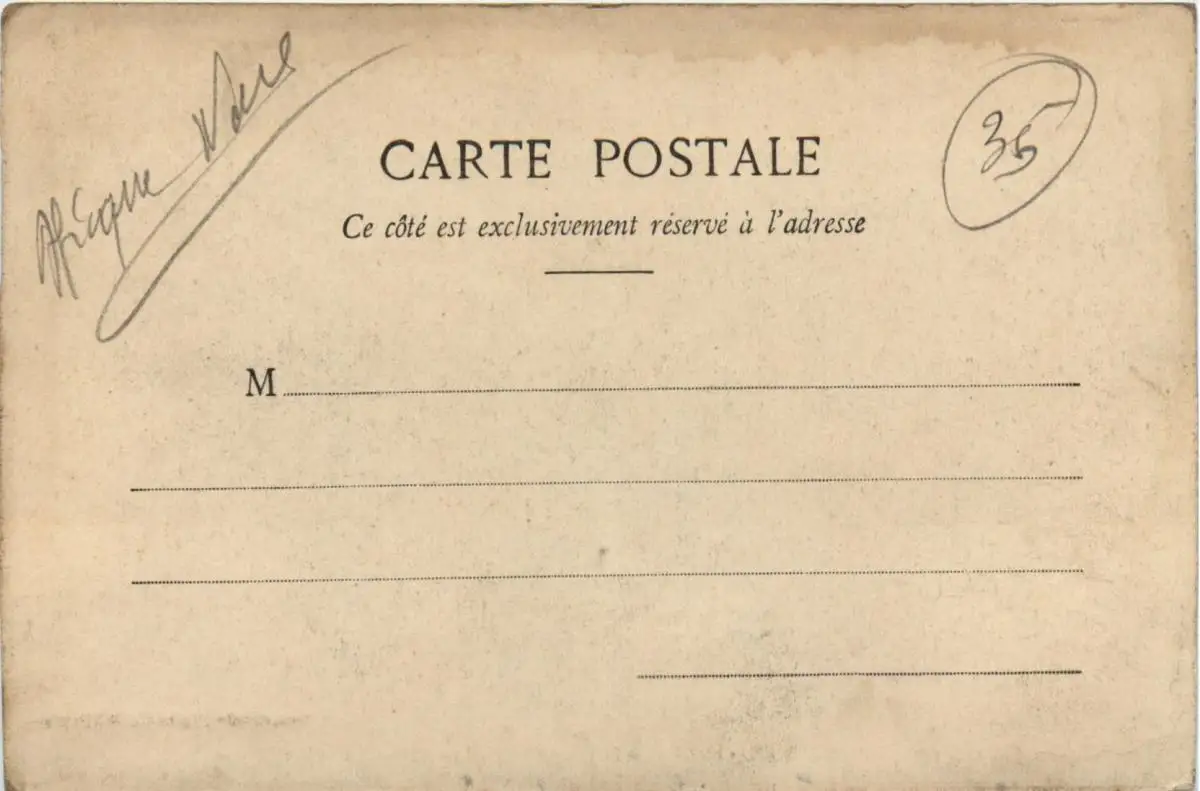 Afrique Noire
35
CARTE POSTALE
Ce côté est exclusivement réservé à l'adresse
M